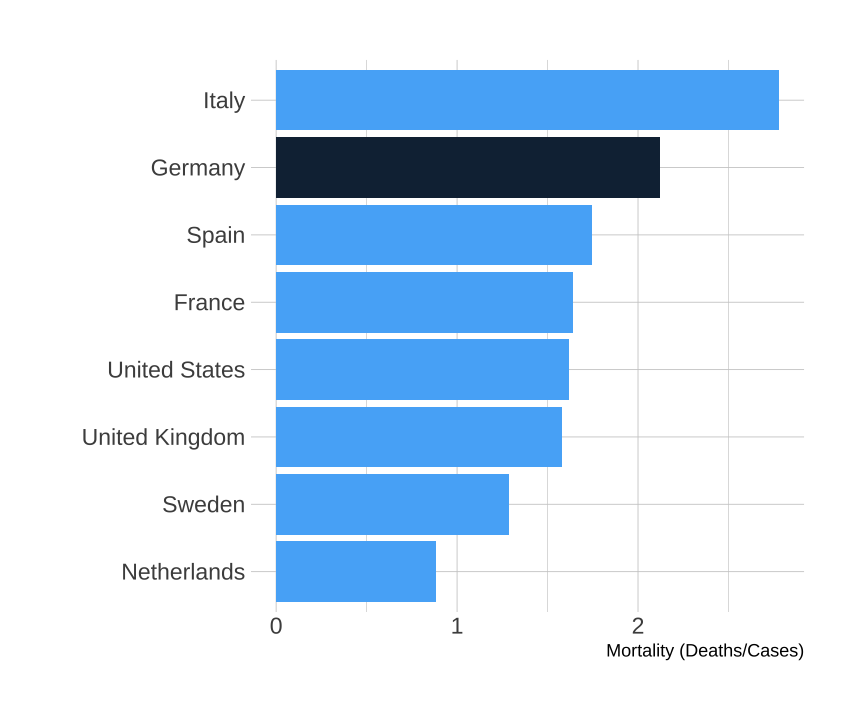 Italy
Germany
Spain
France
United States
United Kingdom
Sweden
Netherlands
0 1 2
Mortality (Deaths/Cases)